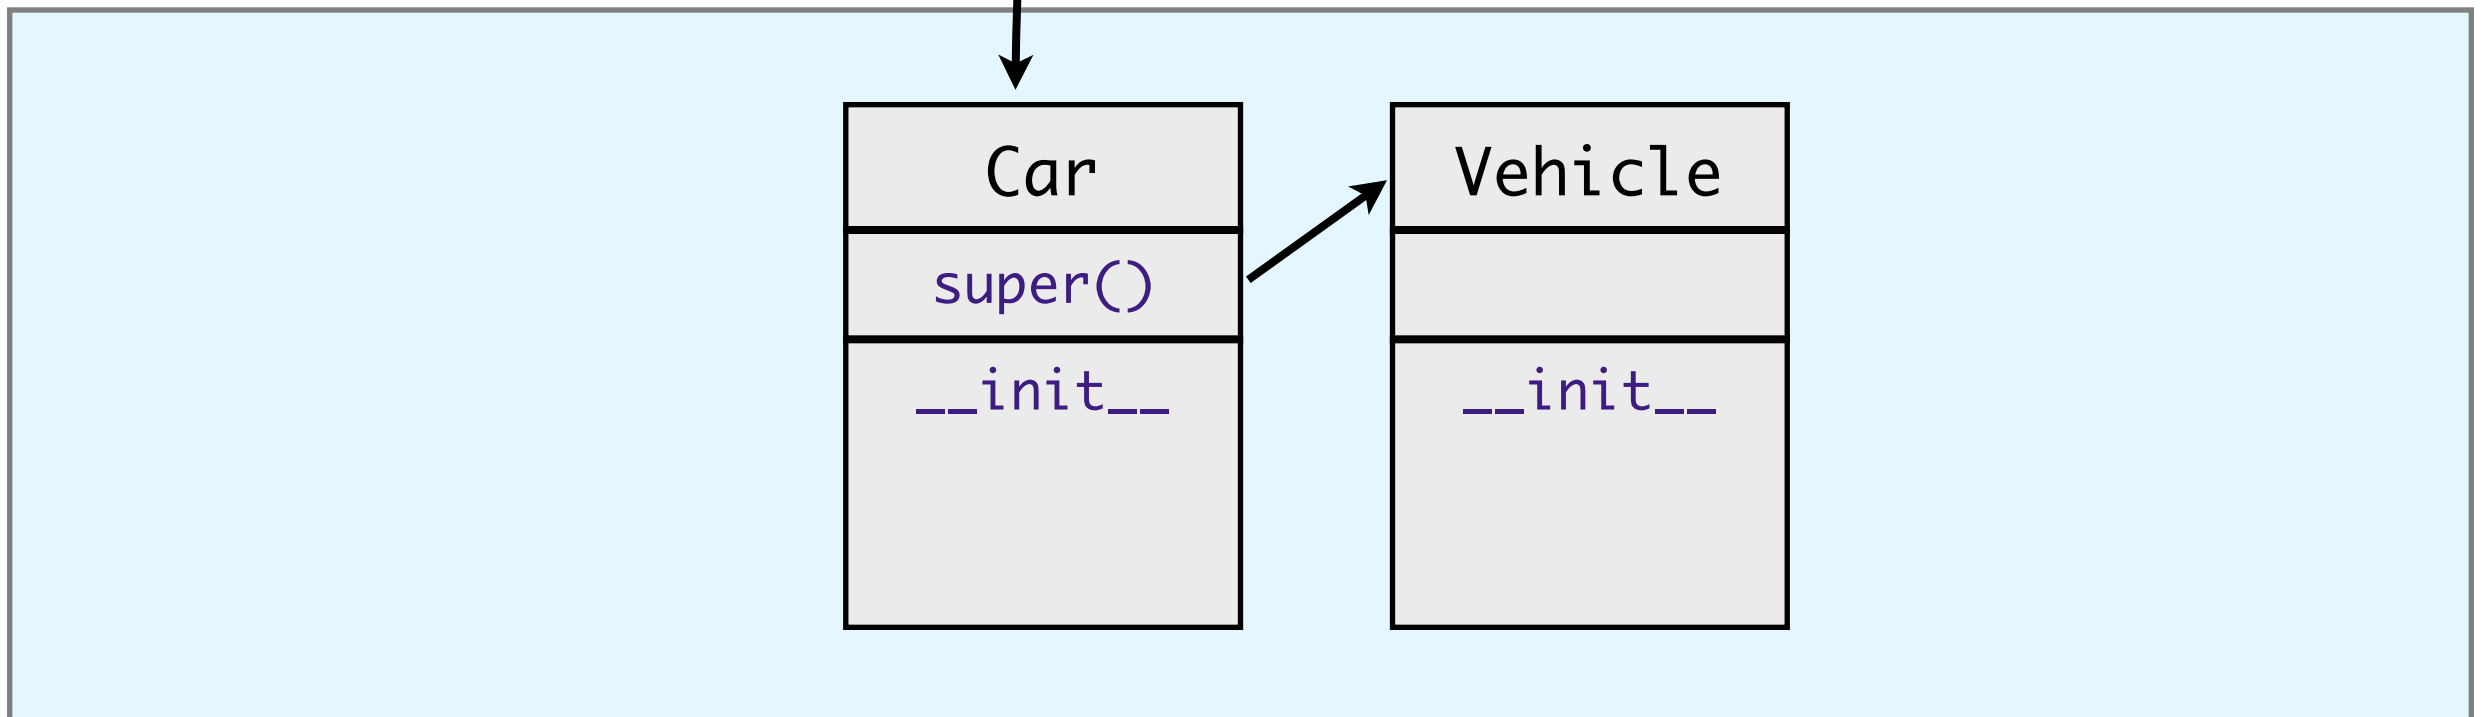 Car
super()
__init__
Vehicle
__init__